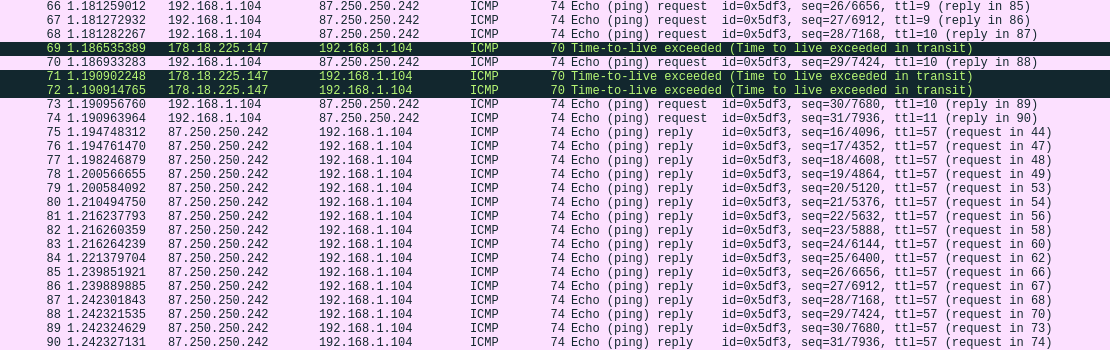 66 1.181259012 192.168.1.104 87.250.250.242 ICMP 74 Echo (ping) request id=0x5df3, seq=26/6656, ttl=9 (reply in 85)
67 1.181272932 192.168.1.104 87.250.250.242 ICMP 74 Echo (ping) request id=0x5df3, seq=27/6912, ttl=9 (reply in 86)
68 1.181282267 192.168.1.104 87.250.250.242 ICMP 74 Echo (ping) request id=0x5df3, seq=28/7168, ttl=10 (reply in 87)
69 1.186535389 178.18.225.147 192.168.1.104 ICMP 70 Time-to-live exceeded (Time to live exceeded in transit)
70 1.186933283 192.168.1.104 87.250.250.242 ICMP 74 Echo (ping) request id=0x5df3, seq=29/7424, ttl=10 (reply in 88)
71 1.190902248 178.18.225.147 192.168.1.104 ICMP 70 Time-to-live exceeded (Time to live exceeded in transit)
72 1.190914765 178.18.225.147 192.168.1.104 ICMP 70 Time-to-live exceeded (Time to live exceeded in transit)
73 1.190956760 192.168.1.104 87.250.250.242 ICMP 74 Echo (ping) request id=0x5df3, seq=30/7680, ttl=10 (reply in 89)
74 1.190963964 192.168.1.104 87.250.250.242 ICMP 74 Echo (ping) request id=0x5df3, seq=31/7936, ttl=11 (reply in 90)
75 1.194748312 87.250.250.242 192.168.1.104 ICMP 74 Echo (ping) reply id=0x5df3, seq=16/4096, ttl=57 (request in 44)
76 1.194761470 87.250.250.242 192.168.1.104 ICMP 74 Echo (ping) reply id=0x5df3, seq=17/4352, ttl=57 (request in 47)
77 1.198246879 87.250.250.242 192.168.1.104 ICMP 74 Echo (ping) reply id=0x5df3, seq=18/4608, ttl=57 (request in 48)
78 1.200566655 87.250.250.242 192.168.1.104 ICMP 74 Echo (ping) reply id=0x5df3, seq=19/4864, ttl=57 (request in 49)
79 1.200584092 87.250.250.242 192.168.1.104 ICMP 74 Echo (ping) reply id=0x5df3, seq=20/5120, ttl=57 (request in 53)
80 1.210494750 87.250.250.242 192.168.1.104 ICMP 74 Echo (ping) reply id=0x5df3, seq=21/5376, ttl=57 (request in 54)
81 1.216237793 87.250.250.242 192.168.1.104 ICMP 74 Echo (ping) reply id=0x5df3, seq=22/5632, ttl=57 (request in 56)
82 1.216260359 87.250.250.242 192.168.1.104 ICMP 74 Echo (ping) reply id=0x5df3, seq=23/5888, ttl=57 (request in 58)
83 1.216264239 87.250.250.242 192.168.1.104 ICMP 74 Echo (ping) reply id=0x5df3, seq=24/6144, ttl=57 (request in 60)
84 1.221379704 87.250.250.242 192.168.1.104 ICMP 74 Echo (ping) reply id=0x5df3, seq=25/6400, ttl=57 (request in 62)
85 1.239851921 87.250.250.242 192.168.1.104 ICMP 74 Echo (ping) reply id=0x5df3, seq=26/6656, ttl=57 (request in 66)
86 1.239889885 87.250.250.242 192.168.1.104 ICMP 74 Echo (ping) reply id=0x5df3, seq=27/6912, ttl=57 (request in 67)
87 1.242301843 87.250.250.242 192.168.1.104 ICMP 74 Echo (ping) reply id=0x5df3, seq=28/7168, ttl=57 (request in 68)
88 1.242321535 87.250.250.242 192.168.1.104 ICMP 74 Echo (ping) reply id=0x5df3, seq=29/7424, ttl=57 (request in 70)
89 1.242324629 87.250.250.242 192.168.1.104 ICMP 74 Echo (ping) reply id=0x5df3, seq=30/7680, ttl=57 (request in 73)
90 1.242327131 87.250.250.242 192.168.1.104 ICMP 74 Echo (ping) reply id=0x5df3, seq=31/7936, ttl=57 (request in 74)